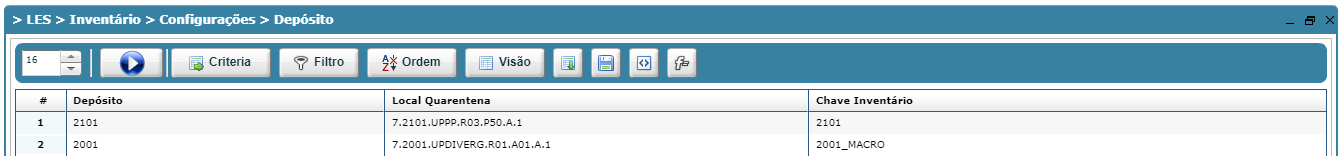 > LES > Inventário > Configurações > Depósito
16 Criteria Filtro Ordem Visão
# Depósito Local Quarentena Chave Inventário
1 2101 7.2101.UPPP.R03.P50.A.1 2101
2 2001 7.2001.UPDIVERG.R01.A01.A.1 2001_MACRO